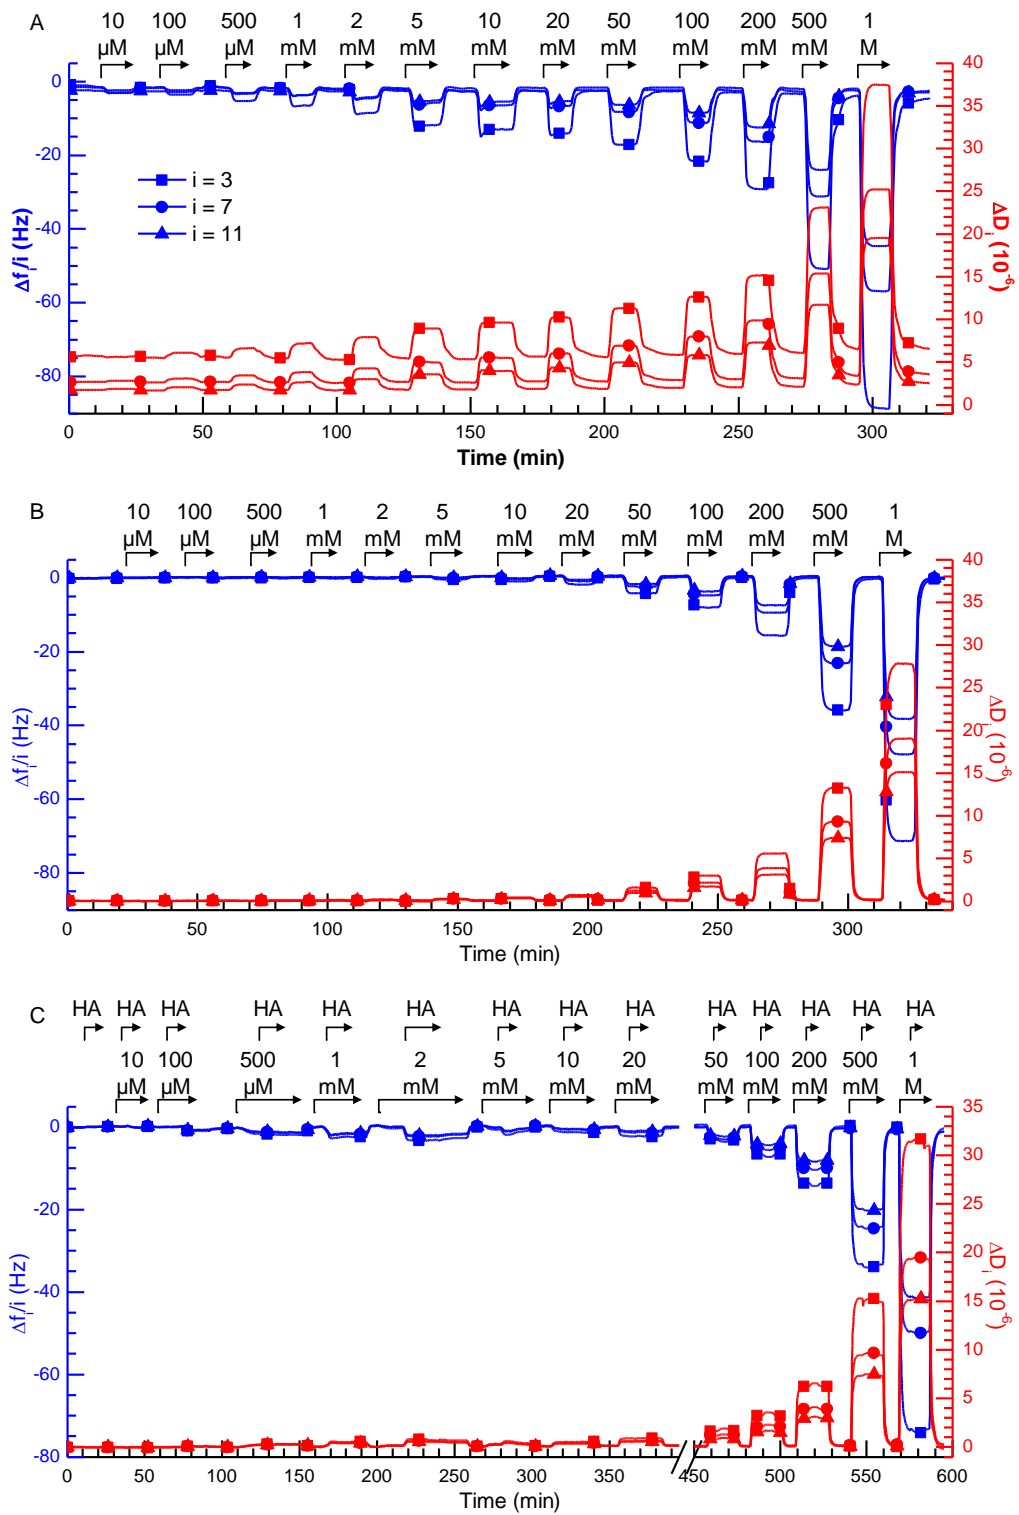 A
10 100 500 1 2 5 10 20 50 100 200 500 1
µM µM µM mM mM mM mM mM mM mM mM mM M
0 -20 -40 -60 -80
Δfi/i (Hz)
i = 3
i = 7
i = 11
40 35 30 25 20 15 10 5 0
ΔDi (10-6)
0 50 100 150 200 250 300
Time (min)
B
10 100 500 1 2 5 10 20 50 100 200 500 1
µM µM µM mM mM mM mM mM mM mM mM mM M
0 -20 -40 -60 -80
Δfi/i (Hz)
40 35 30 25 20 15 10 5 0
ΔDi (10-6)
0 50 100 150 200 250 300
Time (min)
C
HA HA HA HA HA HA HA HA HA HA HA HA HA HA
10 100 500 1 2 5 10 20 50 100 200 500 1
µM µM µM mM mM mM mM mM mM mM mM mM M
0 -20 -40 -60 -80
Δfi/i (Hz)
35 30 25 20 15 10 5 0
ΔDi (10-6)
0 50 100 150 200 250 300 350 450 500 550 600
Time (min)